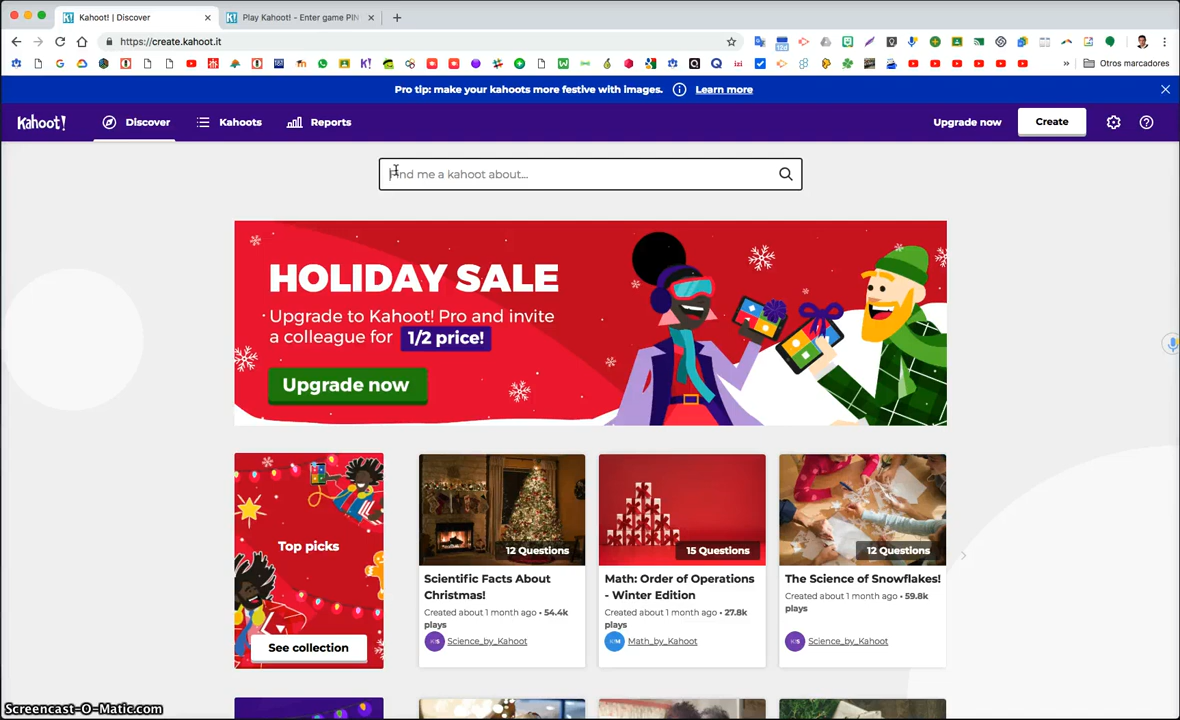 Kahoot! | Discover
Play Kahoot! - Enter game PIN
https://create.kahoot.it
Otros marcadores
Pro tip: make your kahoots more festive with images. Learn more
Kahoot! Discover Kahoots Reports Upgrade now Create
Find me a kahoot about...
HOLIDAY SALE
Upgrade to Kahoot! Pro and invite
a colleague for 1/2 price!
Upgrade now
Top picks
See collection
12 Questions
Scientific Facts About
Christmas!
Created about 1 month ago • 54.4k
plays
Science_by_Kahoot
15 Questions
Math: Order of Operations
- Winter Edition
Created about 1 month ago • 27.8k
plays
Math_by_Kahoot
12 Questions
The Science of Snowflakes!
Created about 1 month ago • 59.8k
plays
Science_by_Kahoot
Screencast-O-Matic.com